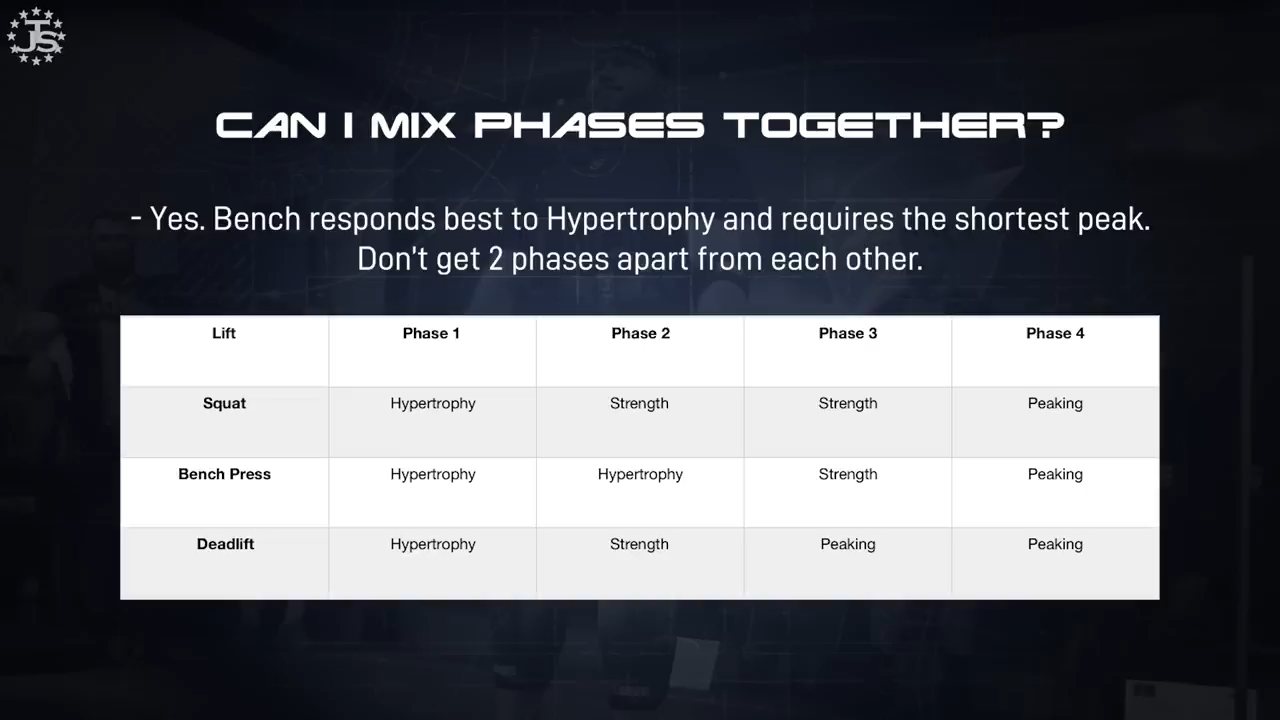 JTS
CAN I MIX PHASES TOGETHER?
- Yes. Bench responds best to Hypertrophy and requires the shortest peak.
Don't get 2 phases apart from each other.
Lift Phase 1 Phase 2 Phase 3 Phase 4
Squat Hypertrophy Strength Strength Peaking
Bench Press Hypertrophy Hypertrophy Strength Peaking
Deadlift Hypertrophy Strength Peaking Peaking